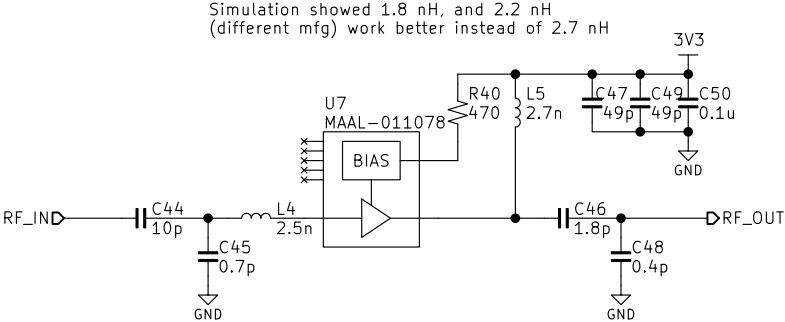 Simulation showed 1.8 nH, and 2.2 nH
(different mfg) work better instead of 2.7 nH
3V3
U7
MAAL-011078
R40
470
L5
2.7n
C47
49p
C49
49p
C50
0.1u
BIAS
GND
RF_IN
C44
10p
L4
2.5n
C46
1.8p
RF_OUT
C45
0.7p
C48
0.4p
GND
GND